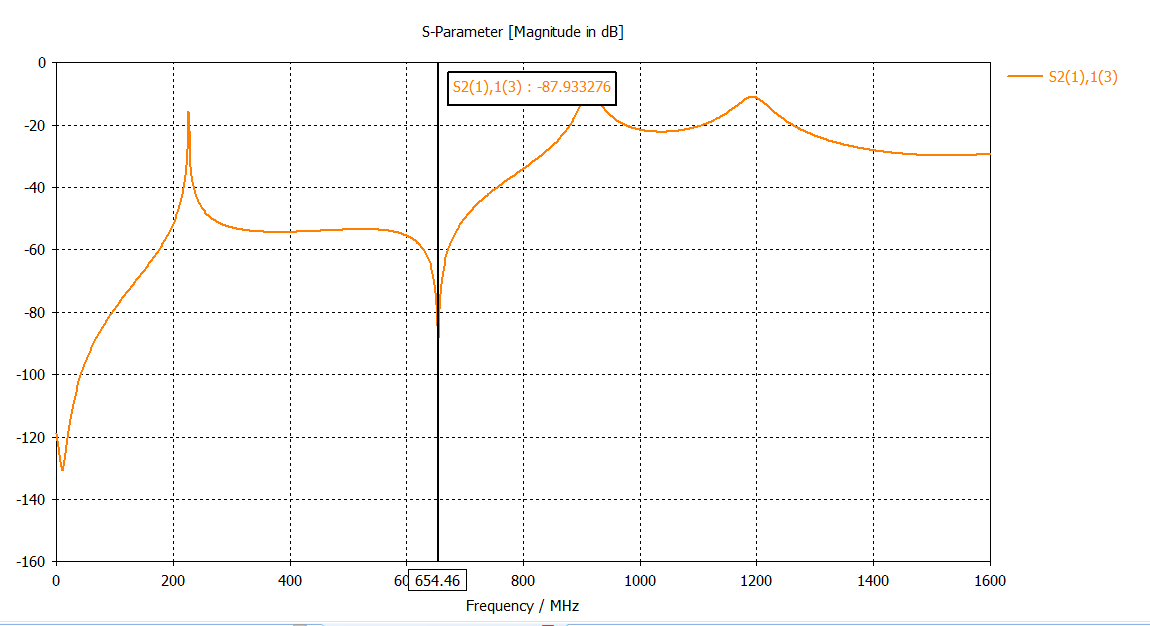 S-Parameter [Magnitude in dB]
S2(1),1(3) : -87.933276
S2(1),1(3)
0
-20
-40
-60
-80
-100
-120
-140
-160
0 200 400 60 654.46 800 1000 1200 1400 1600
Frequency / MHz